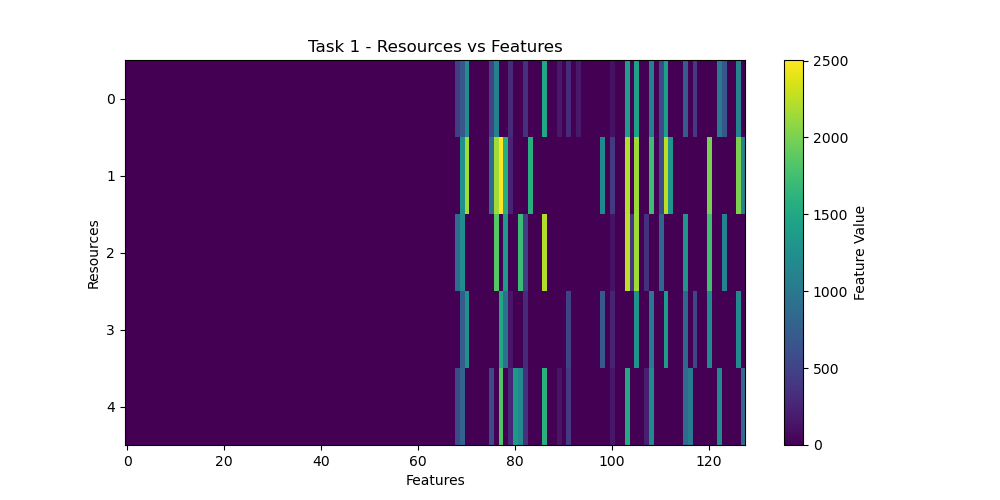 Task 1 - Resources vs Features
Resources
0
1
2
3
4
0 20 40 60 80 100 120
Features
2500
2000
1500
1000
500
0
Feature Value